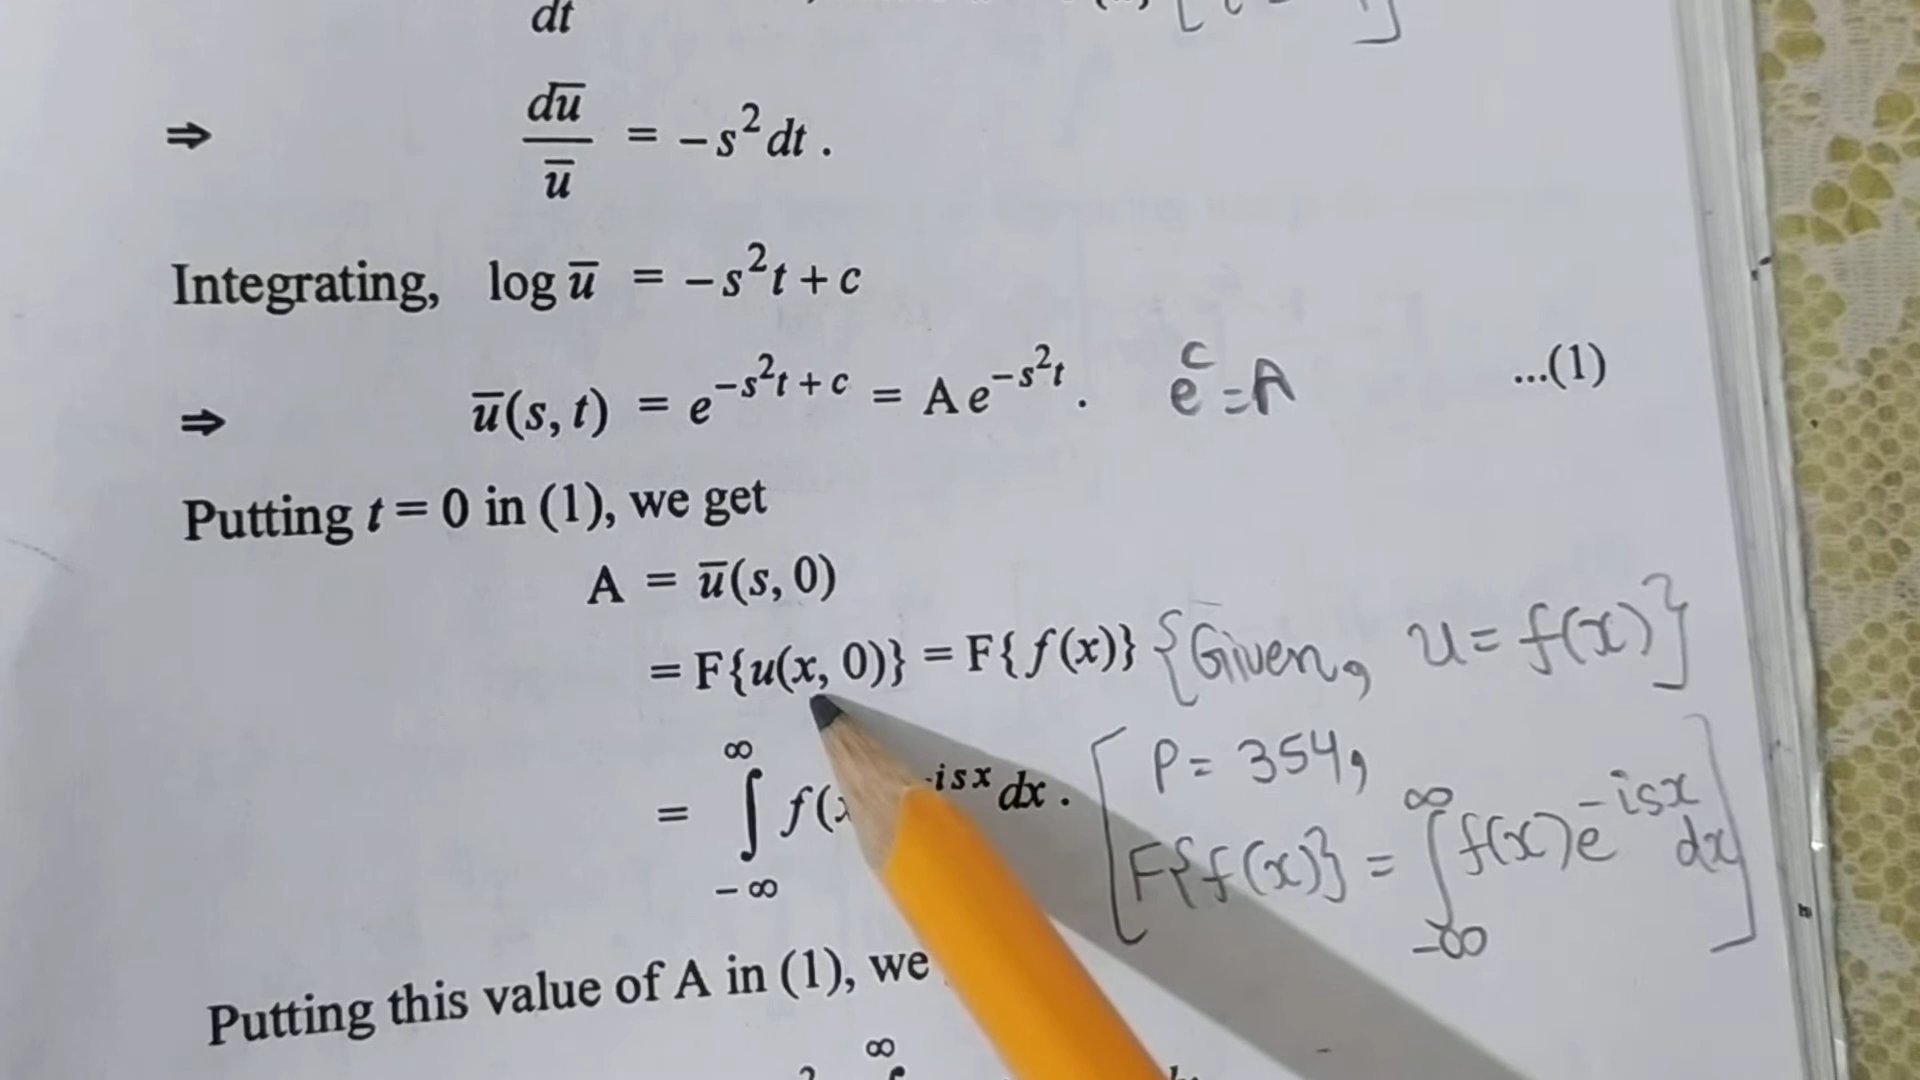 dt
⇒ dū/ū = −s²dt .
Integrating, log ū = −s²t + c
⇒ ū(s, t) = e^(−s²t + c) = A e^(−s²t) . e^c = A ...(1)
Putting t = 0 in (1), we get
A = ū(s, 0)
= F{u(x, 0)} = F{f(x)} {Given, u = f(x)}
= ∫_{−∞}^{∞} f(x −isx dx . [P = 354,
F{f(x)} = ∫_{−∞}^{∞} f(x) e^(−isx) dx]
Putting this value of A in (1), we
∞